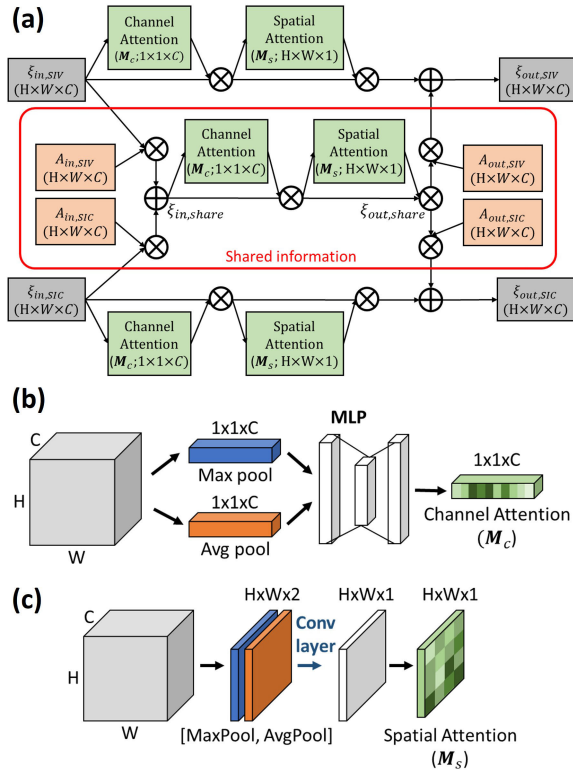 (a)
Channel
Attention
(𝑴𝑐;1×1×𝐶)
Spatial
Attention
(𝑴𝑠; H×W×1)
𝜉𝑖𝑛,𝑆𝐼𝑉
(H×𝑊×𝐶)
𝜉𝑜𝑢𝑡,𝑆𝐼𝑉
(H×𝑊×𝐶)
𝐴𝑖𝑛,𝑆𝐼𝑉
(H×𝑊×𝐶)
Channel
Attention
(𝑴𝑐;1×1×𝐶)
Spatial
Attention
(𝑴𝑠; H×W×1)
𝐴𝑜𝑢𝑡,𝑆𝐼𝑉
(H×𝑊×𝐶)
𝐴𝑖𝑛,𝑆𝐼𝐶
(H×𝑊×𝐶)
𝜉𝑖𝑛,𝑠ℎ𝑎𝑟𝑒
𝜉𝑜𝑢𝑡,𝑠ℎ𝑎𝑟𝑒
𝐴𝑜𝑢𝑡,𝑆𝐼𝐶
(H×𝑊×𝐶)
Shared information
𝜉𝑖𝑛,𝑆𝐼𝐶
(H×𝑊×𝐶)
𝜉𝑜𝑢𝑡,𝑆𝐼𝐶
(H×𝑊×𝐶)
Channel
Attention
(𝑴𝑐;1×1×𝐶)
Spatial
Attention
(𝑴𝑠; H×W×1)
(b)
C
H
W
1x1xC
Max pool
1x1xC
Avg pool
MLP
1x1xC
Channel Attention
(𝑴𝑐)
(c)
C
H
W
HxWx2
[MaxPool, AvgPool]
Conv
layer
HxWx1
HxWx1
Spatial Attention
(𝑴𝑠)